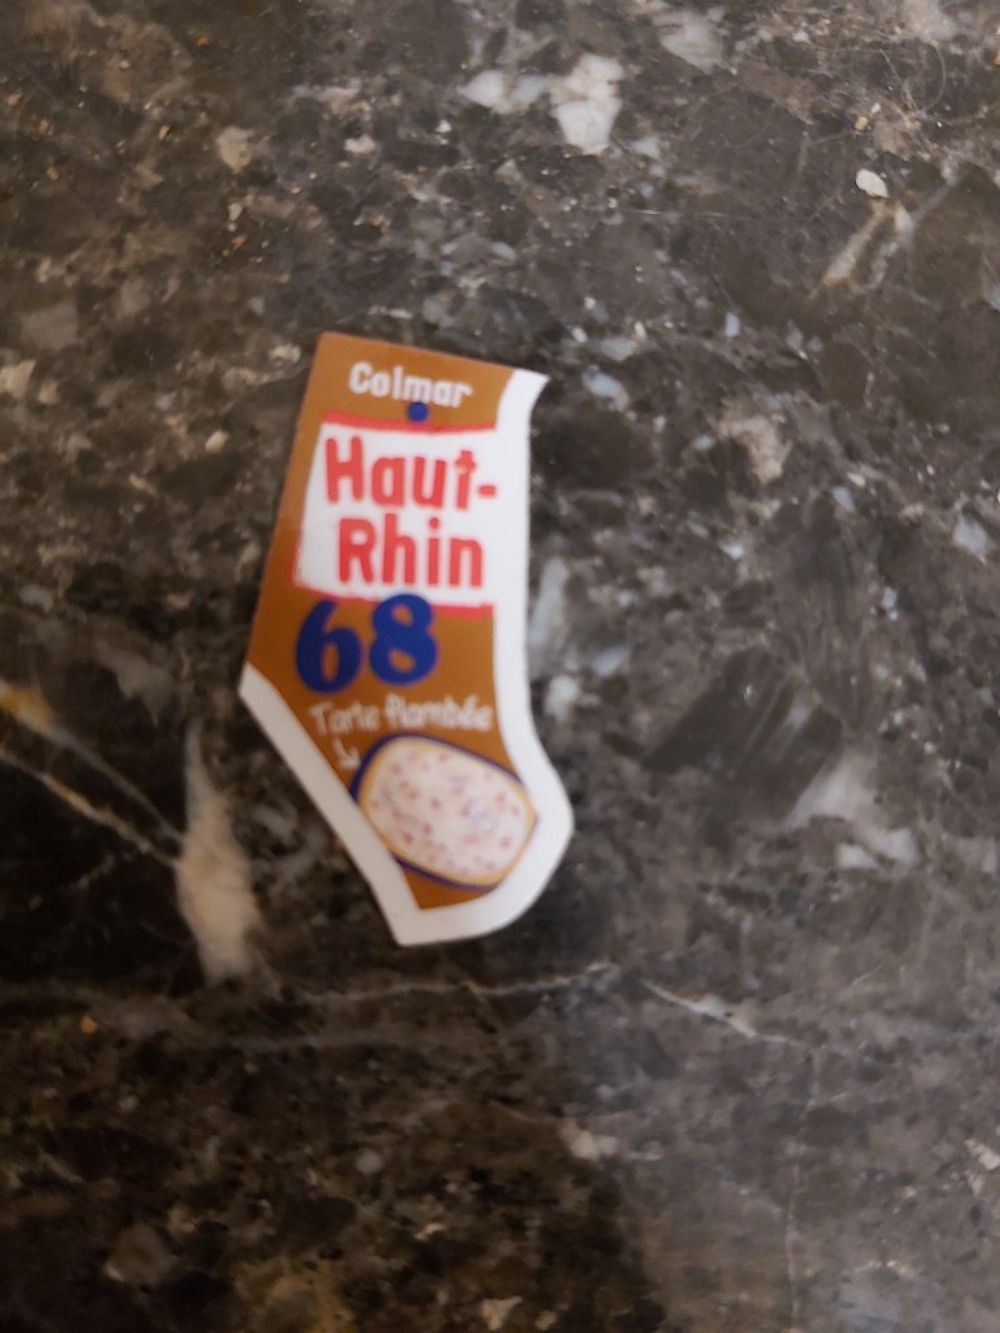 Colmar
Haut-
Rhin
68
Tarte flambée